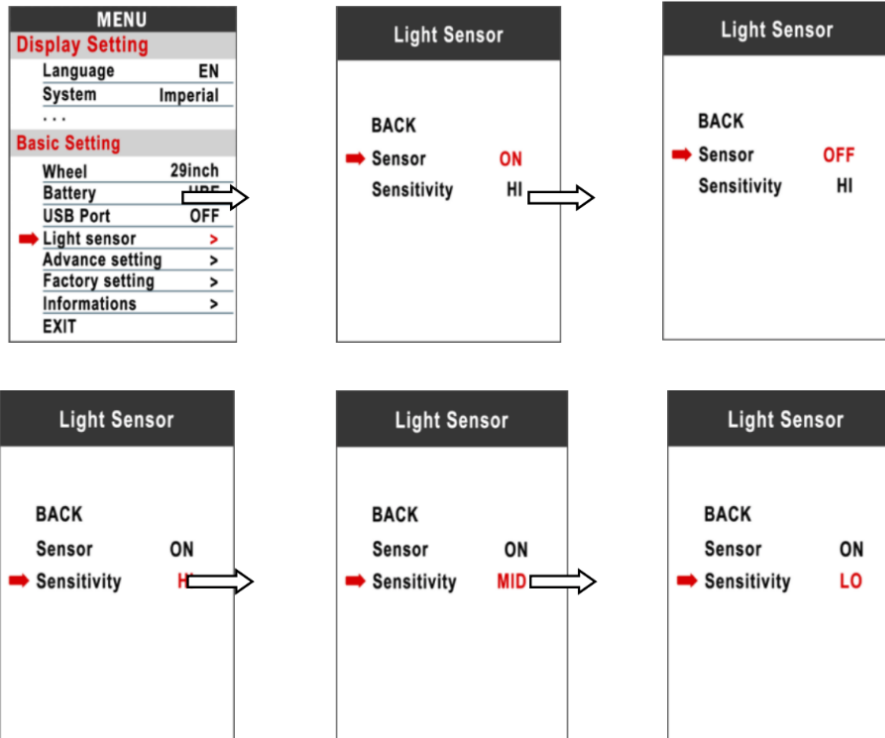 MENU
Display Setting
Language EN
System Imperial
...
Basic Setting
Wheel 29inch
Battery
USB Port OFF
Light sensor >
Advance setting >
Factory setting >
Informations >
EXIT
Light Sensor
BACK
Sensor ON
Sensitivity HI
Light Sensor
BACK
Sensor OFF
Sensitivity HI
Light Sensor
BACK
Sensor ON
Sensitivity HI
Light Sensor
BACK
Sensor ON
Sensitivity MID
Light Sensor
BACK
Sensor ON
Sensitivity LO